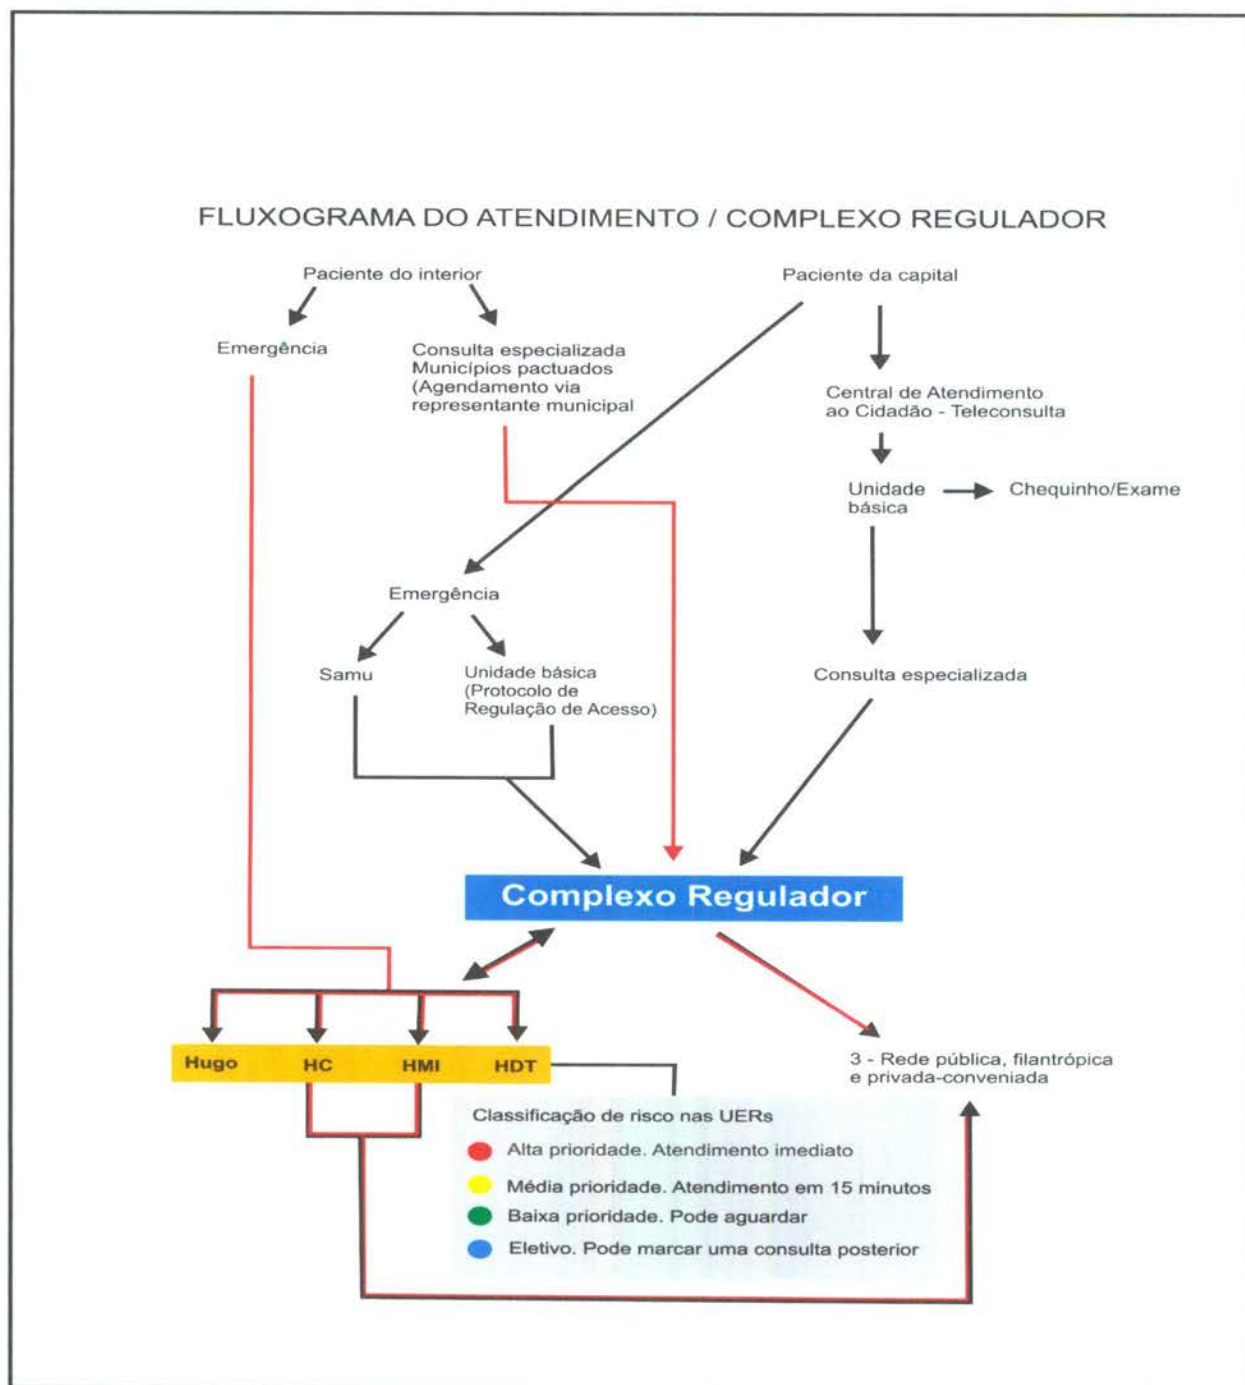 FLUXOGRAMA DO ATENDIMENTO / COMPLEXO REGULADOR
Paciente do interior
Paciente da capital
Emergência
Consulta especializada
Municípios pactuados
(Agendamento via
representante municipal
Central de Atendimento
ao Cidadão - Teleconsulta
Unidade
básica
Chequinho/Exame
Emergência
Samu
Unidade básica
(Protocolo de
Regulação de Acesso)
Consulta especializada
Complexo Regulador
Hugo
HC
HMI
HDT
3 - Rede pública, filantrópica
e privada-conveniada
Classificação de risco nas UERs
Alta prioridade. Atendimento imediato
Média prioridade. Atendimento em 15 minutos
Baixa prioridade. Pode aguardar
Eletivo. Pode marcar uma consulta posterior